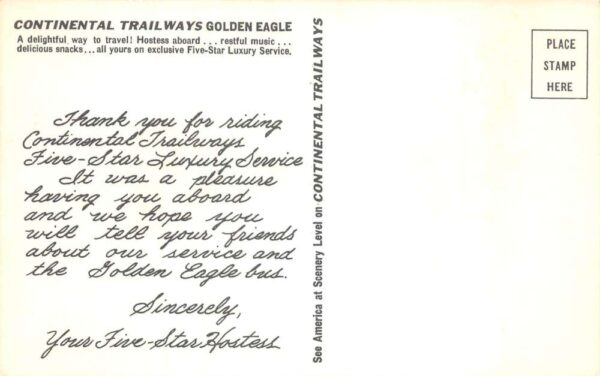 CONTINENTAL TRAILWAYS GOLDEN EAGLE
A delightful way to travel! Hostess aboard ... restful music ...
delicious snacks... all yours on exclusive Five-Star Luxury Service.
Thank you for riding
Continental Trailways
Five-Star Luxury Service
It was a pleasure
having you aboard
and we hope you
will tell your friends
about our service and
the Golden Eagle bus.
Sincerely,
Your Five-Star Hostess
See America at Scenery Level on CONTINENTAL TRAILWAYS
PLACE
STAMP
HERE